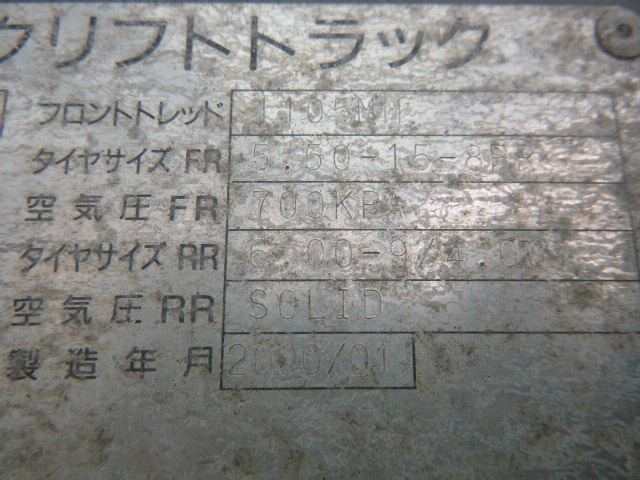 ウリフトトラック
フロントトレッド 1105MM
タイヤサイズ FR 5.50-15-8PR
空気圧 FR 700KPA
タイヤサイズ RR 6.00-9/4.00
空気圧 RR SOLID
製造年月 2000/01